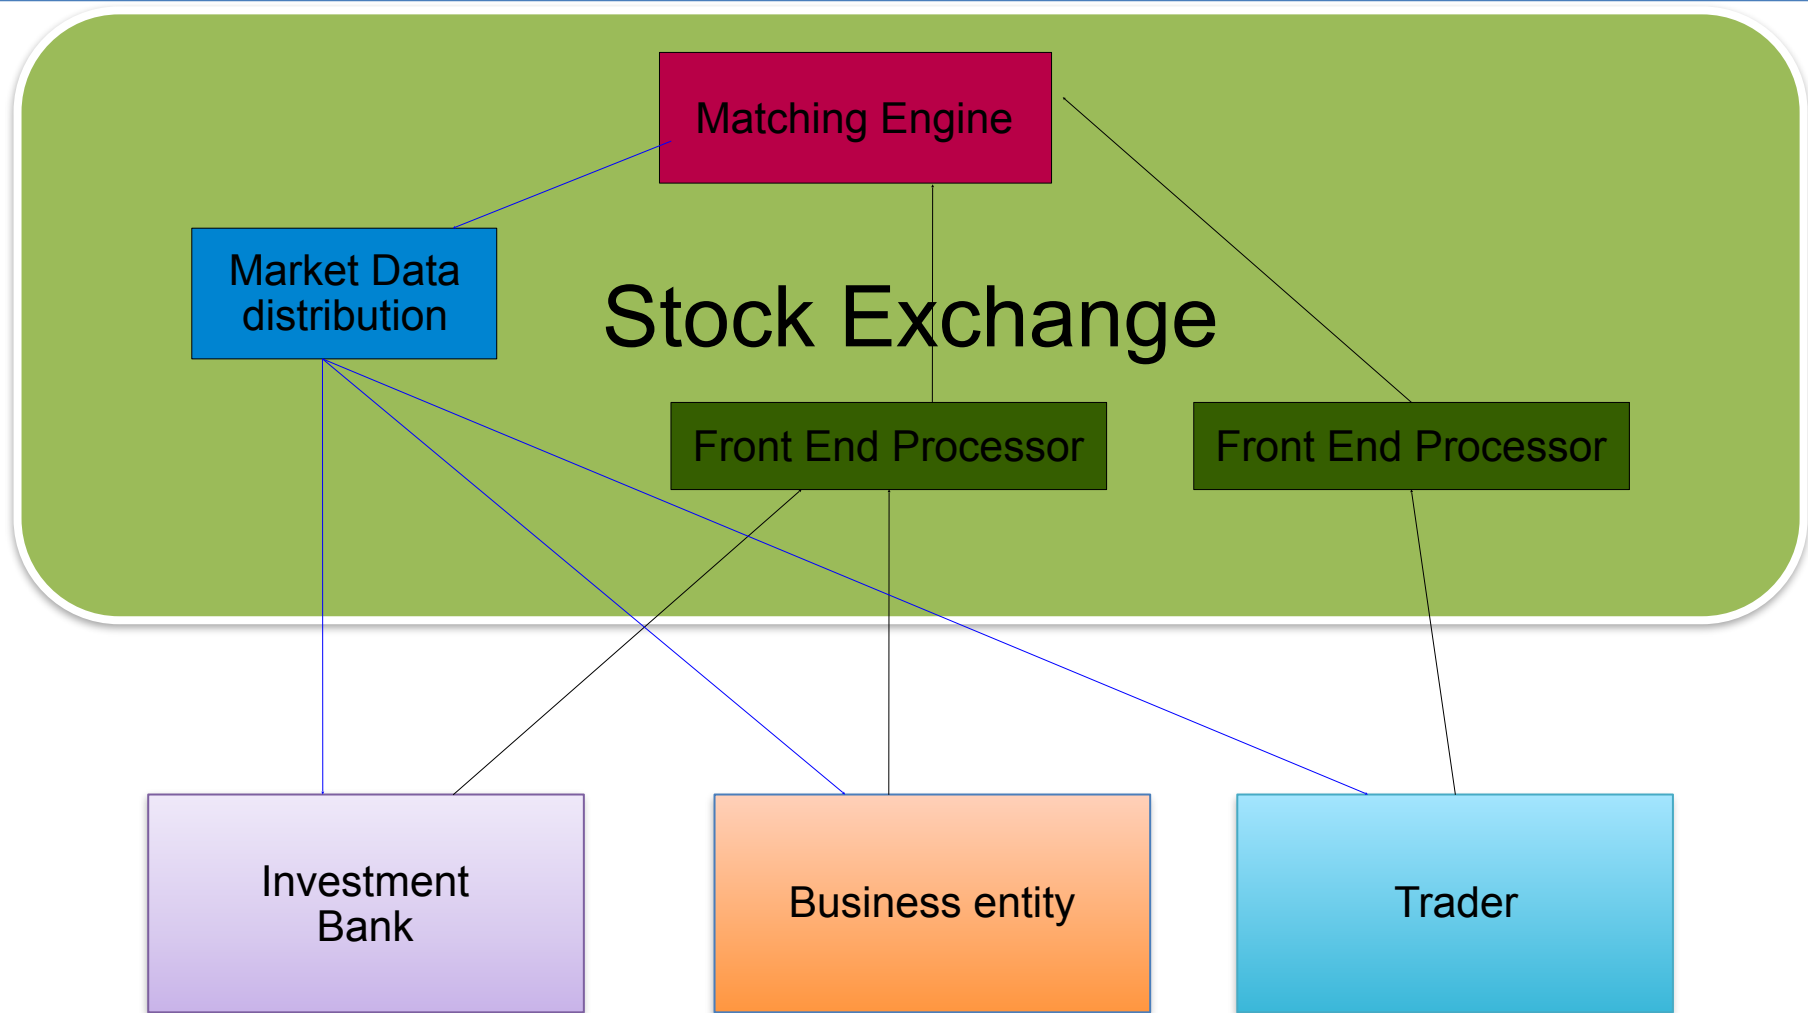 Matching Engine
Market Data
distribution
Stock Exchange
Front End Processor
Front End Processor
Investment
Bank
Business entity
Trader